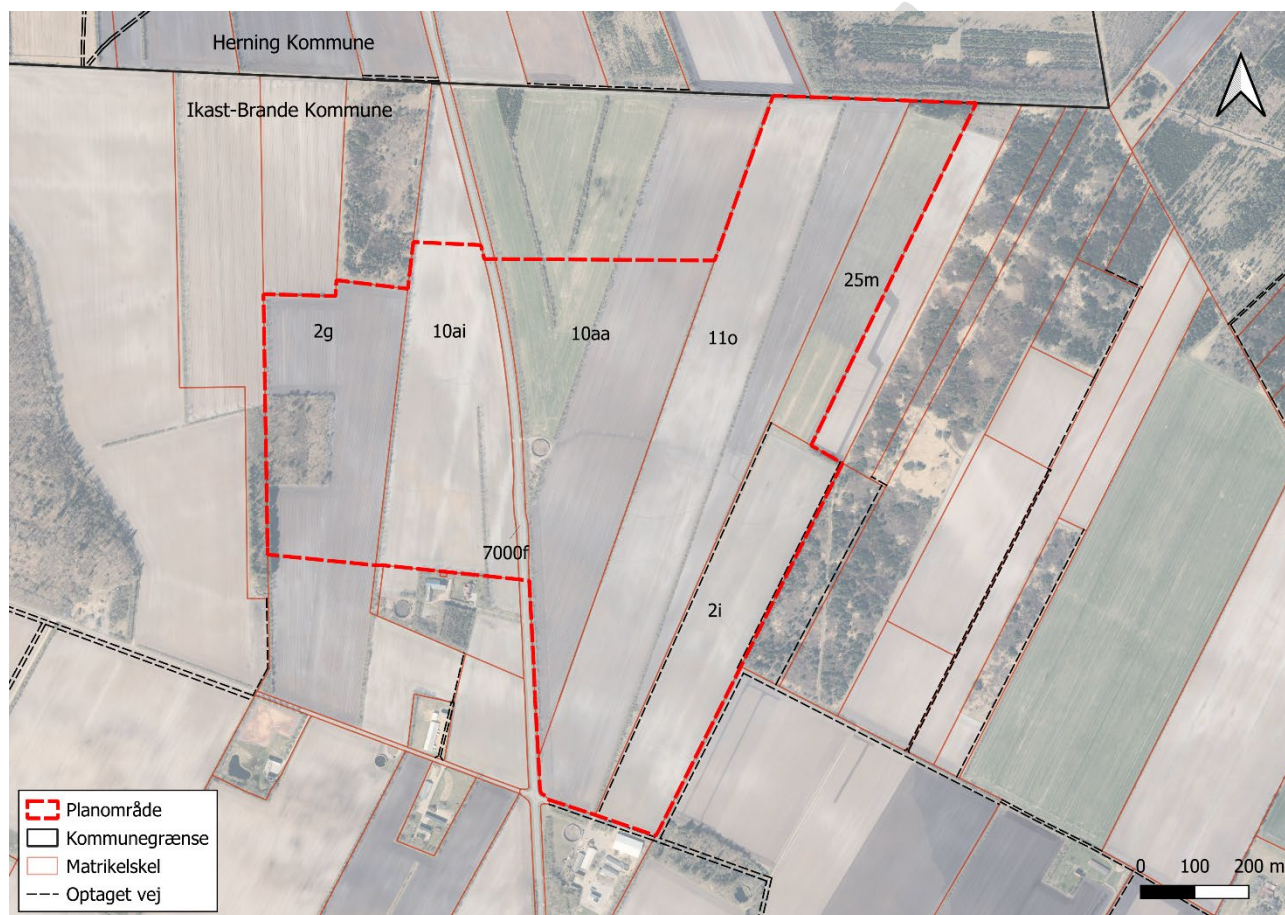 Herning Kommune
Ikast-Brande Kommune
25m
2g
10ai
10aa
11o
7000f
2i
Planområde
Kommunegrænse
Matrikelskel
Optaget vej
0 100 200 m